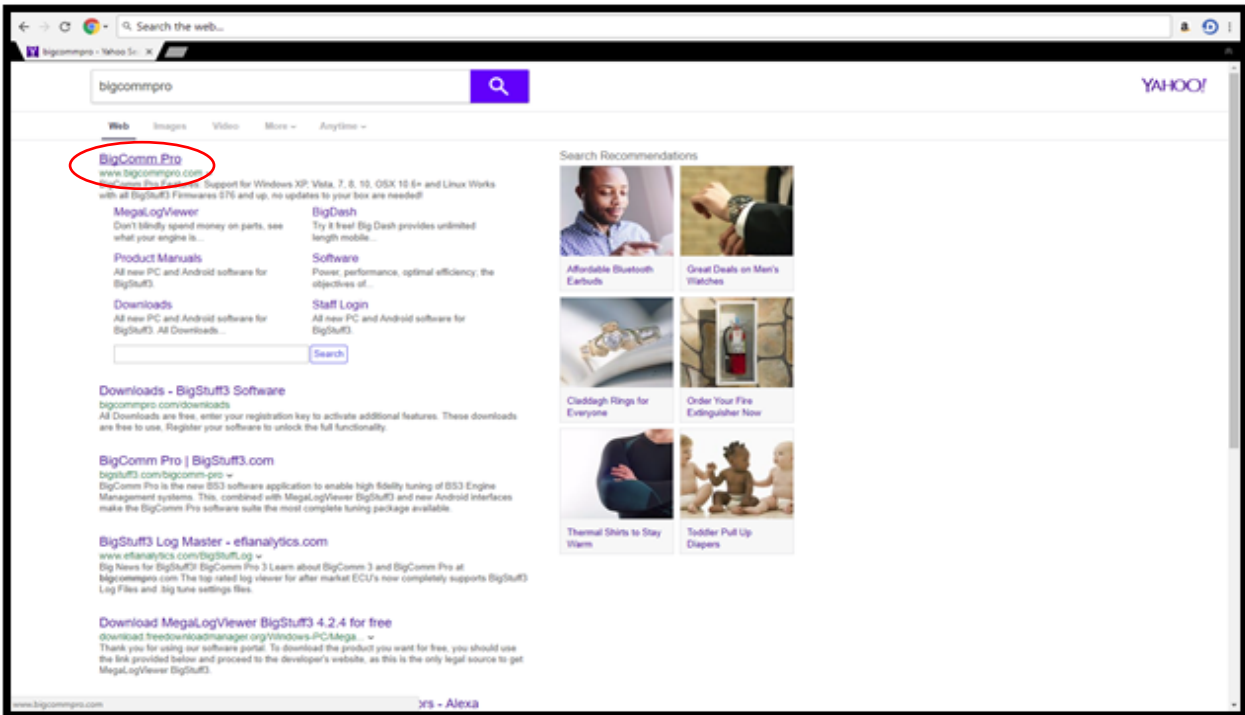 Search the web...
bigcommpro - Yahoo Se
bigcommpro
YAHOO!
Web Images Video More Anytime
BigComm Pro
www.bigcommpro.com
BigComm Pro Features: Support for Windows XP, Vista, 7, 8, 10, OSX 10.6+ and Linux Works
with all BigStuff3 Firmwares 076 and up, no updates to your box are needed!
MegaLogViewer
Don't blindly spend money on parts, see
what your engine is...
BigDash
Try it free! Big Dash provides unlimited
length mobile...
Product Manuals
All new PC and Android software for
BigStuff3.
Software
Power, performance, optimal efficiency; the
objectives of...
Downloads
All new PC and Android software for
BigStuff3. All Downloads...
Staff Login
All new PC and Android software for
BigStuff3.
Search
Downloads - BigStuff3 Software
bigcommpro.com/downloads
All Downloads are free, enter your registration key to activate additional features. These downloads
are free to use, Register your software to unlock the full functionality.
BigComm Pro | BigStuff3.com
bigstuff3.com/bigcomm-pro
BigComm Pro is the new BS3 software application to enable high fidelity tuning of BS3 Engine
Management systems. This, combined with MegaLogViewer BigStuff3 and new Android interfaces
make the BigComm Pro software suite the most complete tuning package available.
BigStuff3 Log Master - efianalytics.com
www.efianalytics.com/BigStuffLog
Big News for BigStuff3! BigComm Pro 3 Learn about BigComm 3 and BigComm Pro at
bigcommpro.com The top rated log viewer for after market ECU's now completely supports BigStuff3
Log Files and .big tune settings files.
Download MegaLogViewer BigStuff3 4.2.4 for free
download.freedownloadmanager.org/Windows-PC/Mega...
Thank you for using our software portal. To download the product you want for free, you should use
the link provided below and proceed to the developer's website, as this is the only legal source to get
MegaLogViewer BigStuff3.
ors - Alexa
www.bigcommpro.com
Search Recommendations
Affordable Bluetooth
Earbuds
Great Deals on Men's
Watches
Claddagh Rings for
Everyone
Order Your Fire
Extinguisher Now
Thermal Shirts to Stay
Warm
Toddler Pull Up
Diapers